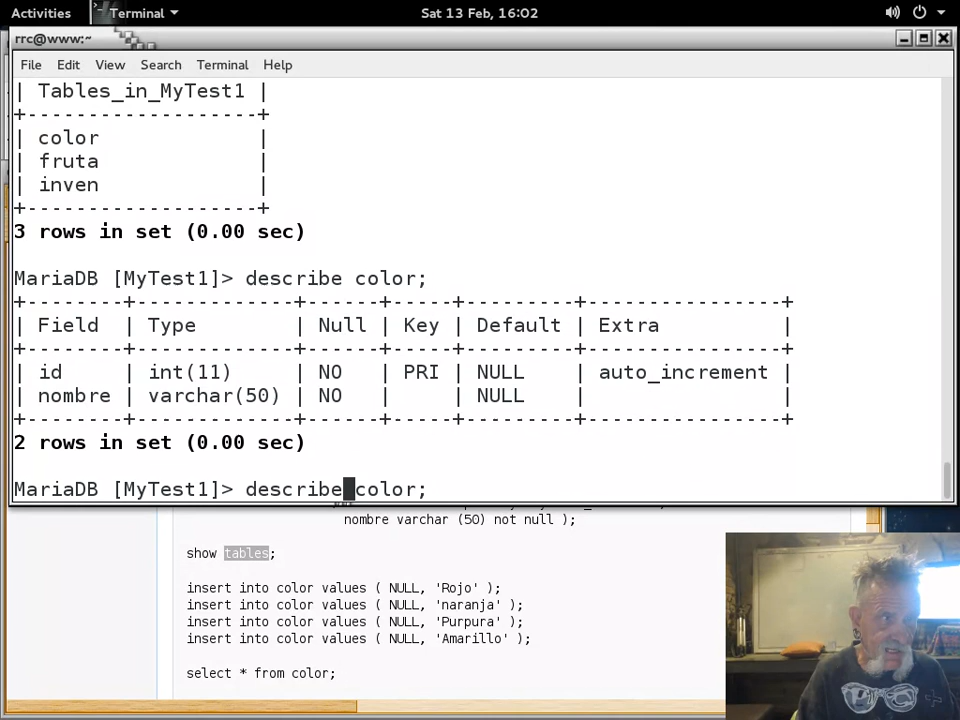 Activities Terminal Sat 13 Feb, 16:02
rrc@www:~
File Edit View Search Terminal Help
| Tables_in_MyTest1 |
+-------------------+
| color             |
| fruta             |
| inven             |
+-------------------+
3 rows in set (0.00 sec)
MariaDB [MyTest1]> describe color;
+--------+-------------+------+-----+---------+----------------+
| Field  | Type        | Null | Key | Default | Extra          |
+--------+-------------+------+-----+---------+----------------+
| id     | int(11)     | NO   | PRI | NULL    | auto_increment |
| nombre | varchar(50) | NO   |     | NULL    |                |
+--------+-------------+------+-----+---------+----------------+
2 rows in set (0.00 sec)
MariaDB [MyTest1]> describe color;
nombre varchar (50) not null );
show tables;
insert into color values ( NULL, 'Rojo' );
insert into color values ( NULL, 'naranja' );
insert into color values ( NULL, 'Purpura' );
insert into color values ( NULL, 'Amarillo' );
select * from color;